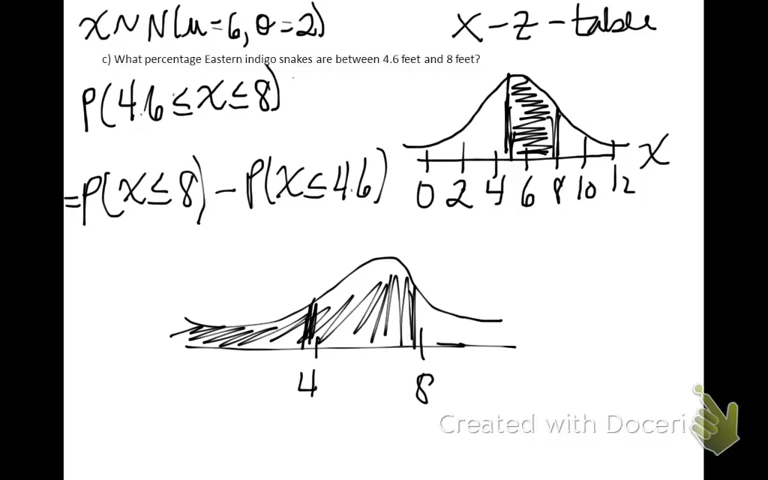 X ~ N(μ=6, σ=2)
X - Z - table
c) What percentage Eastern indigo snakes are between 4.6 feet and 8 feet?
P(4.6 ≤ X ≤ 8)
X
0 2 4 6 8 10 12
= P(X ≤ 8) - P(X ≤ 4.6)
4 8
Created with Doceri